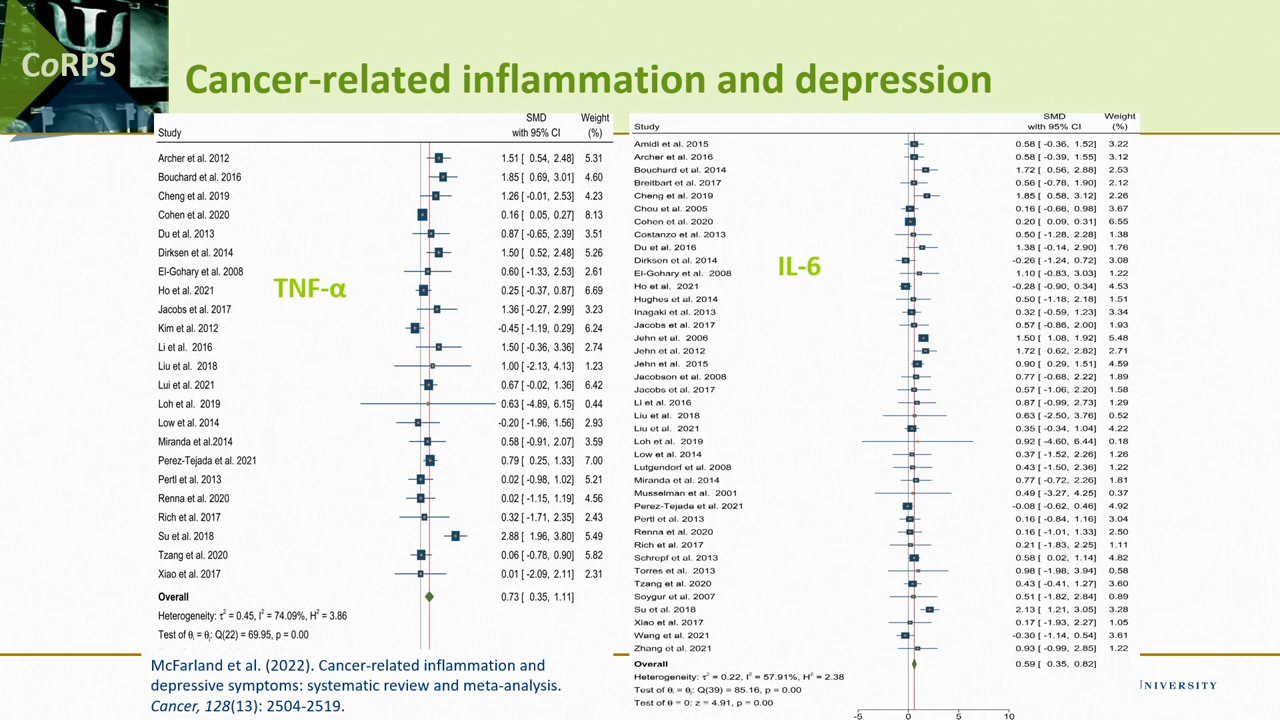 CoRPS
Cancer-related inflammation and depression
SMD Weight
Study with 95% CI (%)
Archer et al. 2012 1.51 [ 0.54, 2.48] 5.31
Bouchard et al. 2016 1.85 [ 0.69, 3.01] 4.60
Cheng et al. 2019 1.26 [ -0.01, 2.53] 4.23
Cohen et al. 2020 0.16 [ 0.05, 0.27] 8.13
Du et al. 2013 0.87 [ -0.65, 2.39] 3.51
Dirksen et al. 2014 1.50 [ 0.52, 2.48] 5.26
El-Gohary et al. 2008 0.60 [ -1.33, 2.53] 2.61
TNF-α
Ho et al. 2021 0.25 [ -0.37, 0.87] 6.69
Jacobs et al. 2017 1.36 [ -0.27, 2.99] 3.23
Kim et al. 2012 -0.45 [ -1.19, 0.29] 6.24
Li et al. 2016 1.50 [ -0.36, 3.36] 2.74
Liu et al. 2018 1.00 [ -2.13, 4.13] 1.23
Lui et al. 2021 0.67 [ -0.02, 1.36] 6.42
Loh et al. 2019 0.63 [ -4.89, 6.15] 0.44
Low et al. 2014 -0.20 [ -1.96, 1.56] 2.93
Miranda et al.2014 0.58 [ -0.91, 2.07] 3.59
Perez-Tejada et al. 2021 0.79 [ 0.25, 1.33] 7.00
Pertl et al. 2013 0.02 [ -0.98, 1.02] 5.21
Renna et al. 2020 0.02 [ -1.15, 1.19] 4.56
Rich et al. 2017 0.32 [ -1.71, 2.35] 2.43
Su et al. 2018 2.88 [ 1.96, 3.80] 5.49
Tzang et al. 2020 0.06 [ -0.78, 0.90] 5.82
Xiao et al. 2017 0.01 [ -2.09, 2.11] 2.31
Overall 0.73 [ 0.35, 1.11]
Heterogeneity: τ² = 0.45, I² = 74.09%, H² = 3.86
Test of θᵢ = θⱼ: Q(22) = 69.95, p = 0.00
SMD Weight
Study with 95% CI (%)
Amidi et al. 2015 0.58 [ -0.36, 1.52] 3.22
Archer et al. 2016 0.58 [ -0.39, 1.55] 3.12
Bouchard et al. 2014 1.72 [ 0.56, 2.88] 2.53
Breitbart et al. 2017 0.56 [ -0.78, 1.90] 2.12
Cheng et al. 2019 1.85 [ 0.58, 3.12] 2.26
Chou et al. 2005 0.16 [ -0.66, 0.98] 3.67
Cohen et al. 2020 0.20 [ 0.09, 0.31] 6.55
Costanzo et al. 2013 0.50 [ -1.28, 2.28] 1.38
Du et al. 2016 1.38 [ -0.14, 2.90] 1.76
Dirksen et al. 2014 -0.26 [ -1.24, 0.72] 3.08
IL-6
El-Gohary et al. 2008 1.10 [ -0.83, 3.03] 1.22
Ho et al. 2021 -0.28 [ -0.90, 0.34] 4.53
Hughes et al. 2014 0.50 [ -1.18, 2.18] 1.51
Inagaki et al. 2013 0.32 [ -0.59, 1.23] 3.34
Jacobs et al. 2017 0.57 [ -0.86, 2.00] 1.93
Jehn et al. 2006 1.50 [ 1.08, 1.92] 5.48
Jehn et al. 2012 1.72 [ 0.62, 2.82] 2.71
Jehn et al. 2015 0.90 [ 0.29, 1.51] 4.59
Jacobson et al. 2008 0.77 [ -0.68, 2.22] 1.89
Jacobs et al. 2017 0.57 [ -1.06, 2.20] 1.58
LI et al. 2016 0.87 [ -0.99, 2.73] 1.29
Liu et al. 2018 0.63 [ -2.50, 3.76] 0.52
Liu et al. 2021 0.35 [ -0.34, 1.04] 4.22
Loh et al. 2019 0.92 [ -4.60, 6.44] 0.18
Low et al. 2014 0.37 [ -1.52, 2.26] 1.26
Lutgendorf et al. 2008 0.43 [ -1.50, 2.36] 1.22
Miranda et al. 2014 0.77 [ -0.72, 2.26] 1.81
Musselman et al. 2001 0.49 [ -3.27, 4.25] 0.37
Perez-Tejada et al. 2021 -0.08 [ -0.62, 0.46] 4.92
Portl et al. 2013 0.16 [ -0.84, 1.16] 3.04
Renna et al. 2020 0.16 [ -1.01, 1.33] 2.50
Rich et al. 2017 0.21 [ -1.83, 2.25] 1.11
Schropf et al. 2013 0.58 [ 0.02, 1.14] 4.82
Torres et al. 2013 0.98 [ -1.98, 3.94] 0.58
Tzang et al. 2020 0.43 [ -0.41, 1.27] 3.60
Soygur et al. 2007 0.51 [ -1.82, 2.84] 0.89
Su et al. 2018 2.13 [ 1.21, 3.05] 3.28
Xiao et al. 2017 0.17 [ -1.93, 2.27] 1.05
Wang et al. 2021 -0.30 [ -1.14, 0.54] 3.61
Zhang et al. 2021 0.93 [ -0.99, 2.85] 1.22
Overall 0.59 [ 0.35, 0.82]
Heterogeneity: τ² = 0.22, I² = 57.91%, H² = 2.38
Test of θᵢ = θⱼ: Q(39) = 85.16, p = 0.00
Test of θ = 0: z = 4.91, p = 0.00
-5 0 5 10
McFarland et al. (2022). Cancer-related inflammation and
depressive symptoms: systematic review and meta-analysis.
Cancer, 128(13): 2504-2519.
UNIVERSITY